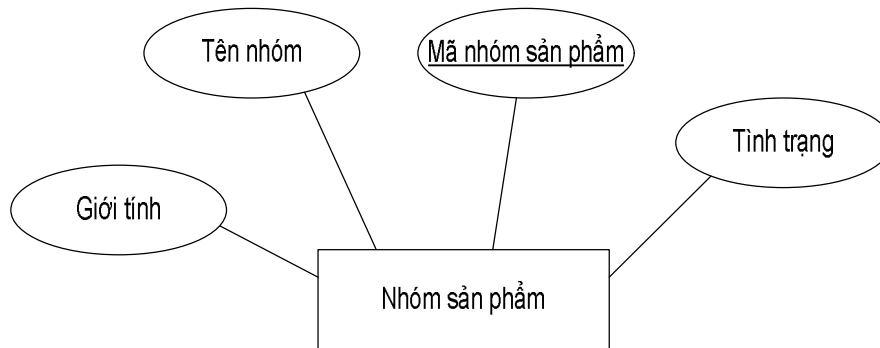 Tên nhóm
Mã nhóm sản phẩm
Tình trạng
Giới tính
Nhóm sản phẩm